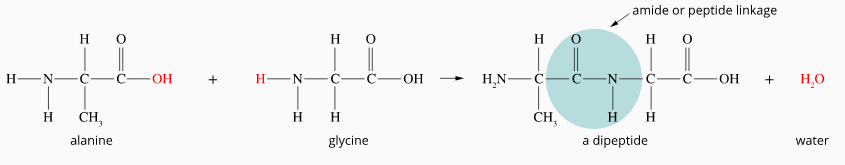 amide or peptide linkage
H O H O H O H O
H—N—C—C—OH + H—N—C—C—OH → H₂N—C—C—N—C—C—OH + H₂O
H CH₃ H H CH₃ H H
alanine glycine a dipeptide water